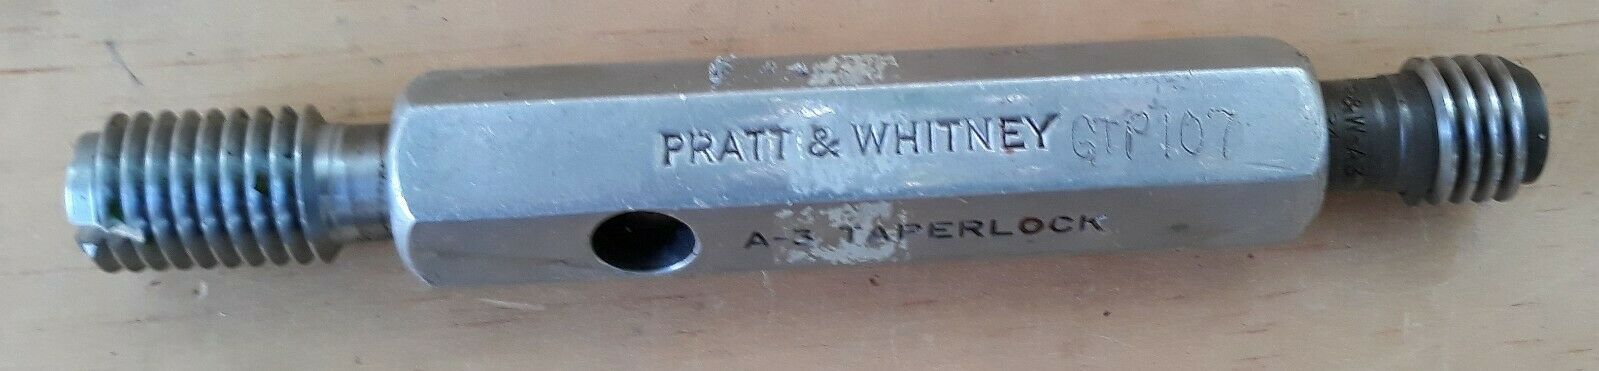 PRATT & WHITNEY GTP107
A-3 TAPERLOCK